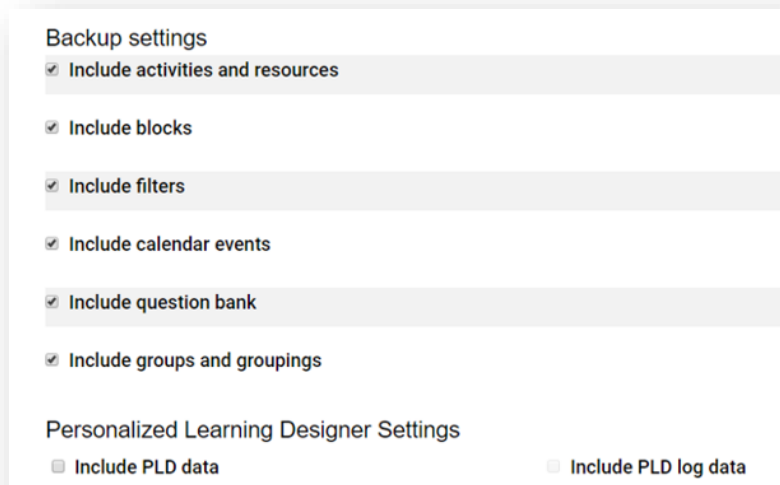 Backup settings
Include activities and resources
Include blocks
Include filters
Include calendar events
Include question bank
Include groups and groupings
Personalized Learning Designer Settings
Include PLD data Include PLD log data